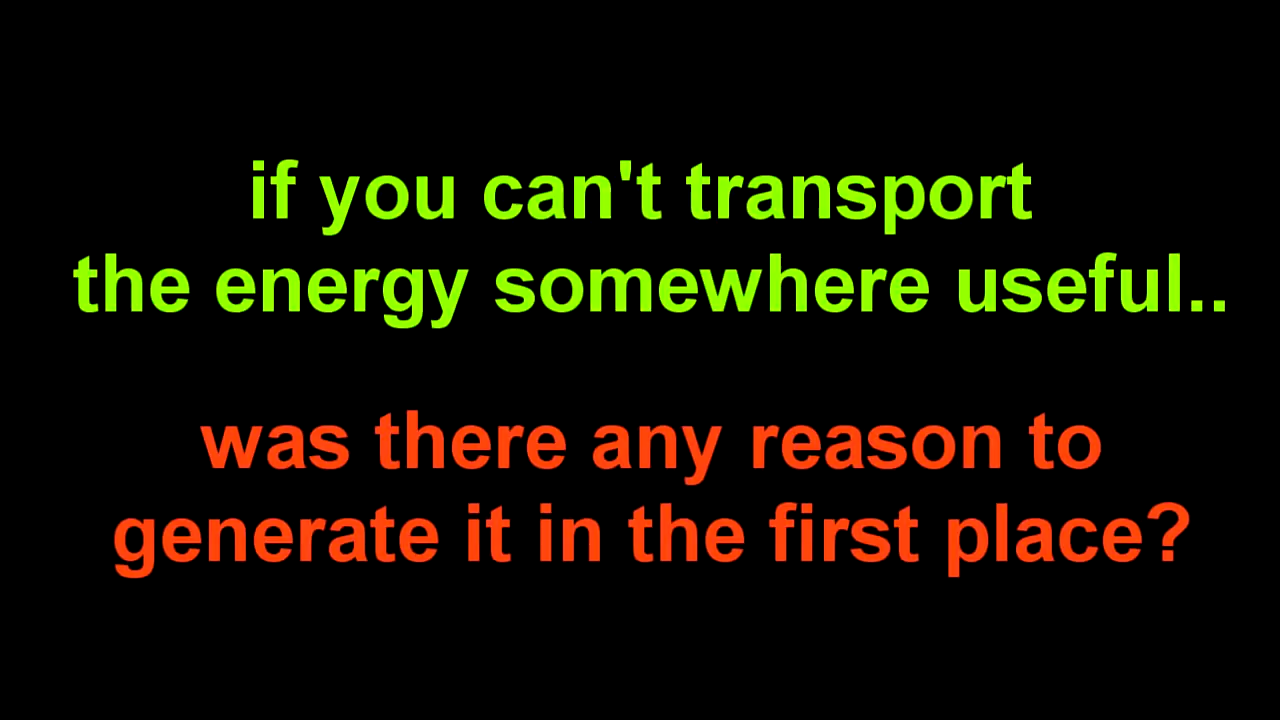 if you can't transport
the energy somewhere useful..
was there any reason to
generate it in the first place?